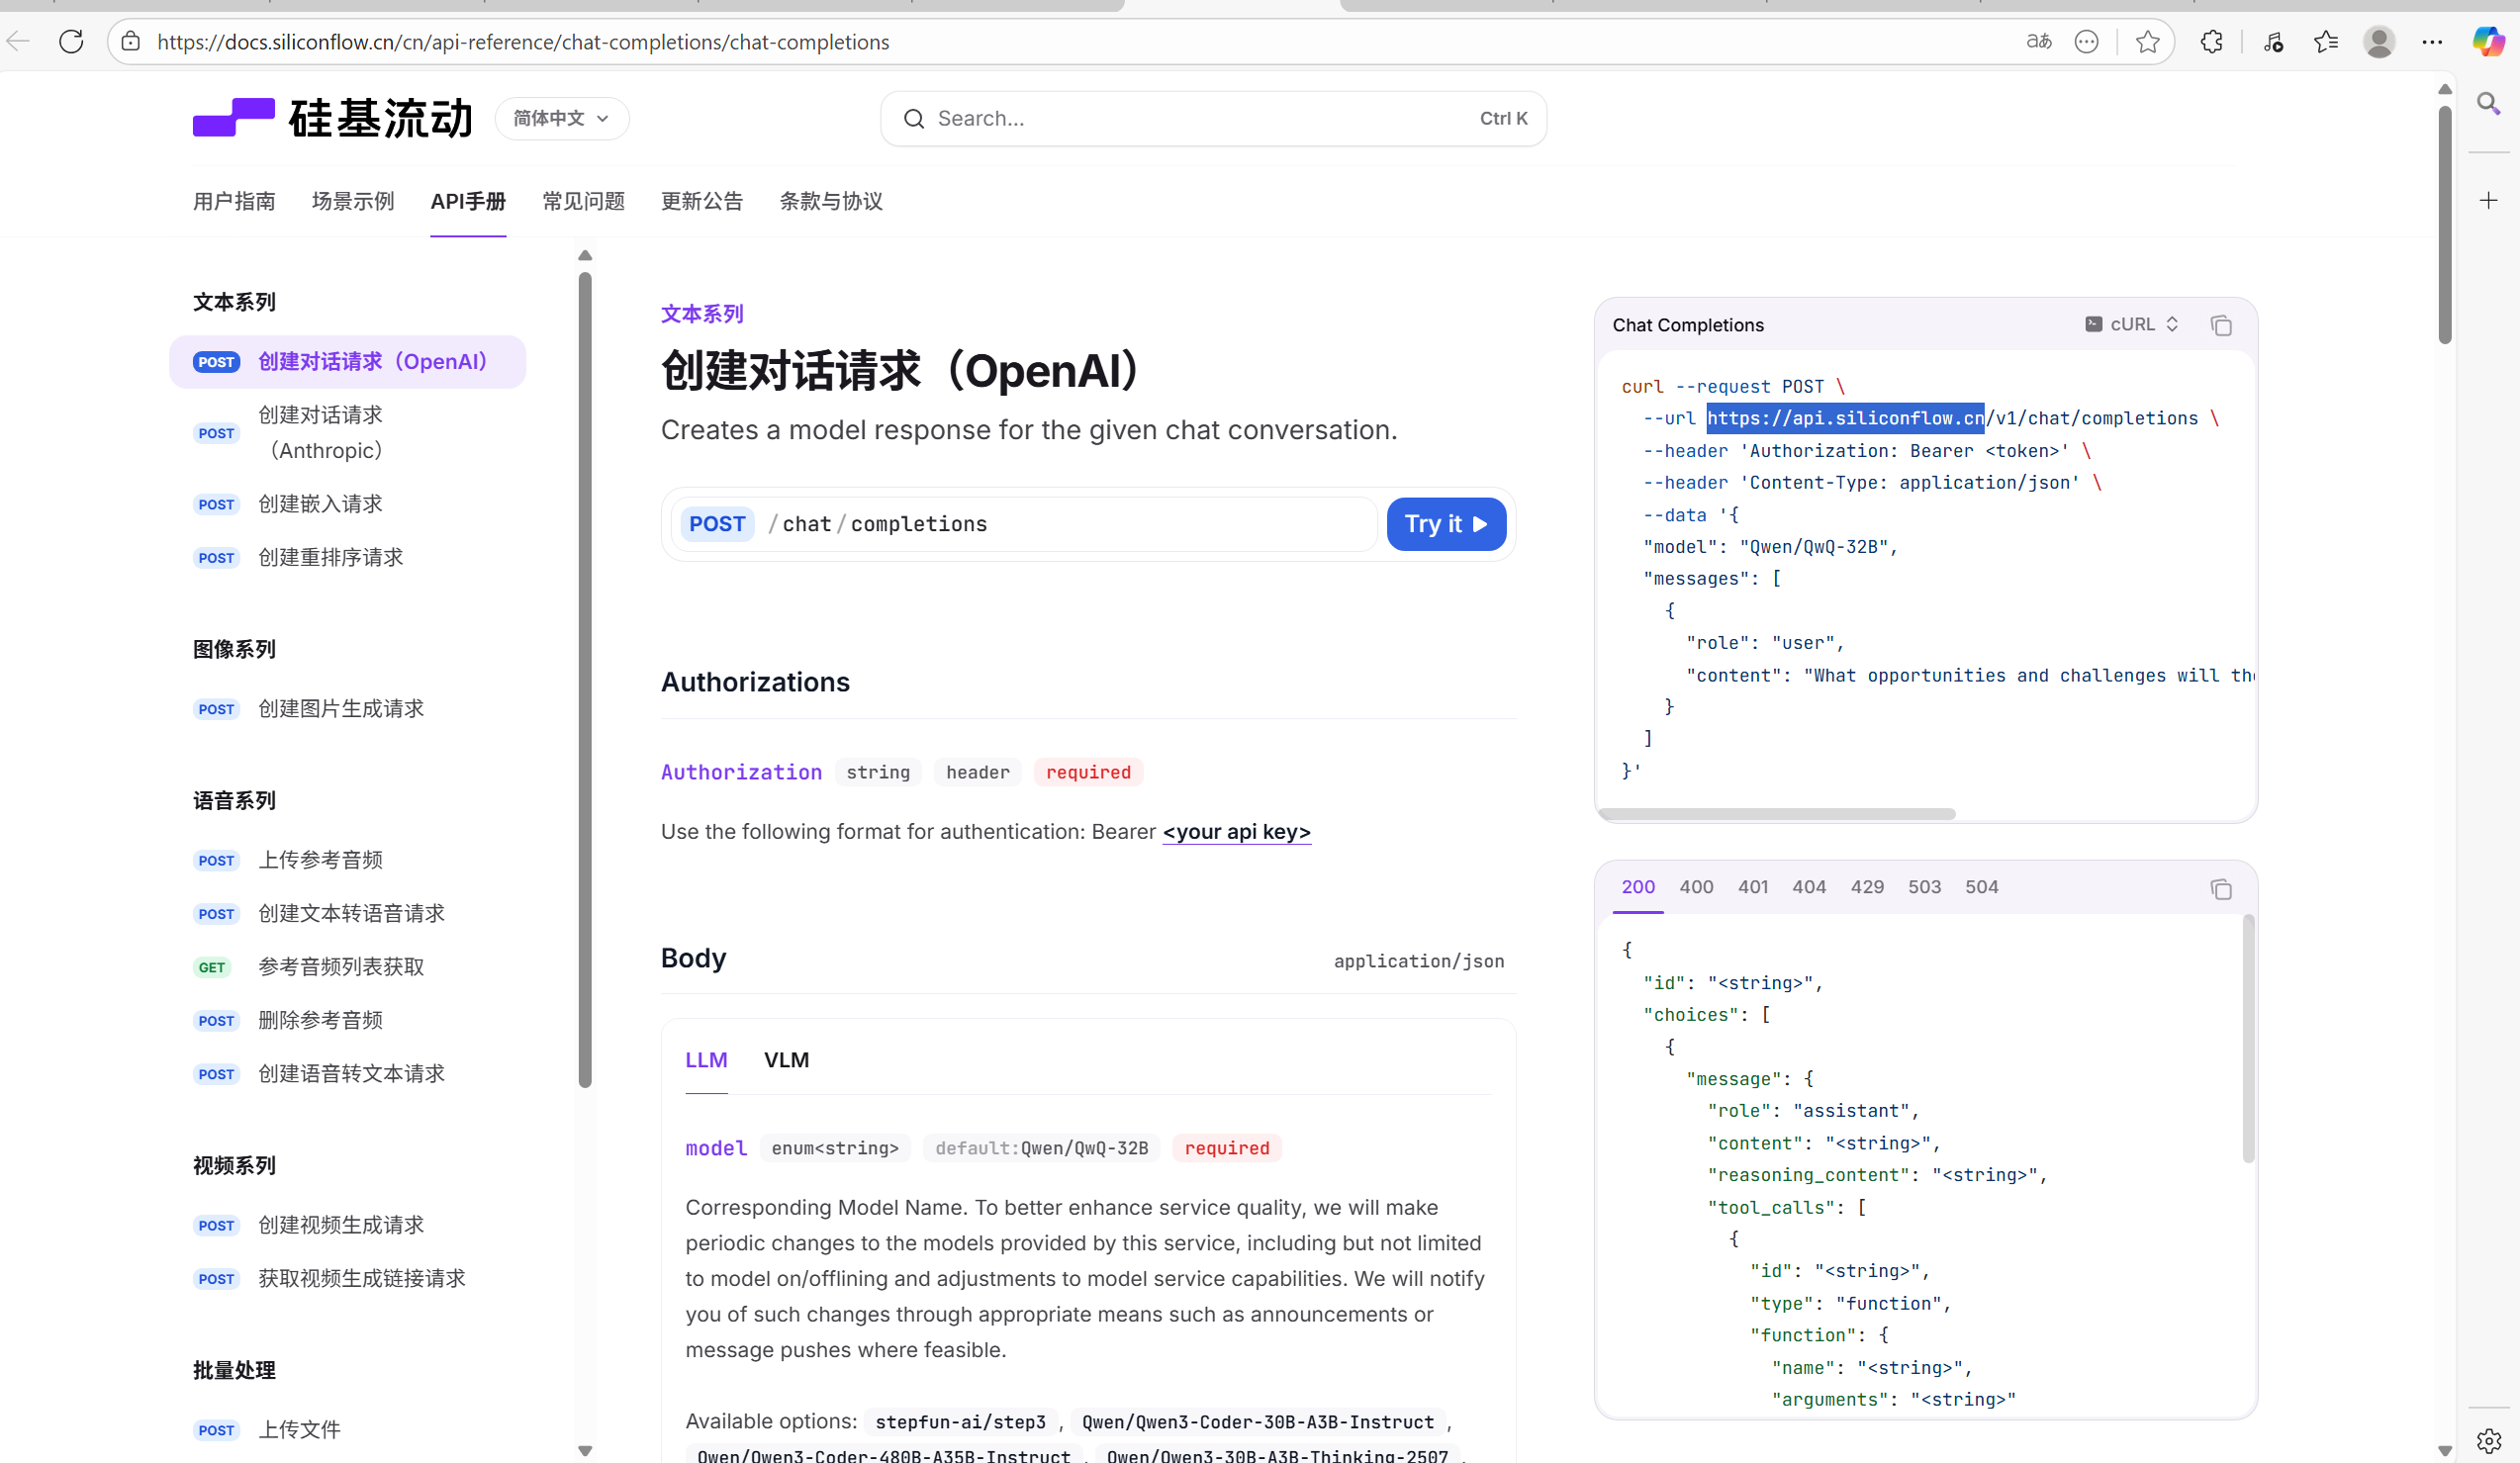 https://docs.siliconflow.cn/cn/api-reference/chat-completions/chat-completions
硅基流动
简体中文
Search...
Ctrl K
用户指南
场景示例
API手册
常见问题
更新公告
条款与协议
文本系列
POST 创建对话请求（OpenAI）
POST 创建对话请求
（Anthropic）
POST 创建嵌入请求
POST 创建重排序请求
图像系列
POST 创建图片生成请求
语音系列
POST 上传参考音频
POST 创建文本转语音请求
GET 参考音频列表获取
POST 删除参考音频
POST 创建语音转文本请求
视频系列
POST 创建视频生成请求
POST 获取视频生成链接请求
批量处理
POST 上传文件
文本系列
创建对话请求（OpenAI）
Creates a model response for the given chat conversation.
POST /chat/completions
Try it
Authorizations
Authorization string header required
Use the following format for authentication: Bearer <your api key>
Body
application/json
LLM VLM
model enum<string> default:Qwen/QwQ-32B required
Corresponding Model Name. To better enhance service quality, we will make
periodic changes to the models provided by this service, including but not limited
to model on/offlining and adjustments to model service capabilities. We will notify
you of such changes through appropriate means such as announcements or
message pushes where feasible.
Available options: stepfun-ai/step3 , Qwen/Qwen3-Coder-30B-A3B-Instruct ,
Qwen/Qwen3-Coder-480B-A35B-Instruct , Qwen/Qwen3-30B-A3B-Thinking-2507 ,
Chat Completions
cURL
curl --request POST \
--url https://api.siliconflow.cn/v1/chat/completions \
--header 'Authorization: Bearer <token>' \
--header 'Content-Type: application/json' \
--data '{
"model": "Qwen/QwQ-32B",
"messages": [
{
"role": "user",
"content": "What opportunities and challenges will the
}
]
}'
200 400 401 404 429 503 504
{
"id": "<string>",
"choices": [
{
"message": {
"role": "assistant",
"content": "<string>",
"reasoning_content": "<string>",
"tool_calls": [
{
"id": "<string>",
"type": "function",
"function": {
"name": "<string>",
"arguments": "<string>"